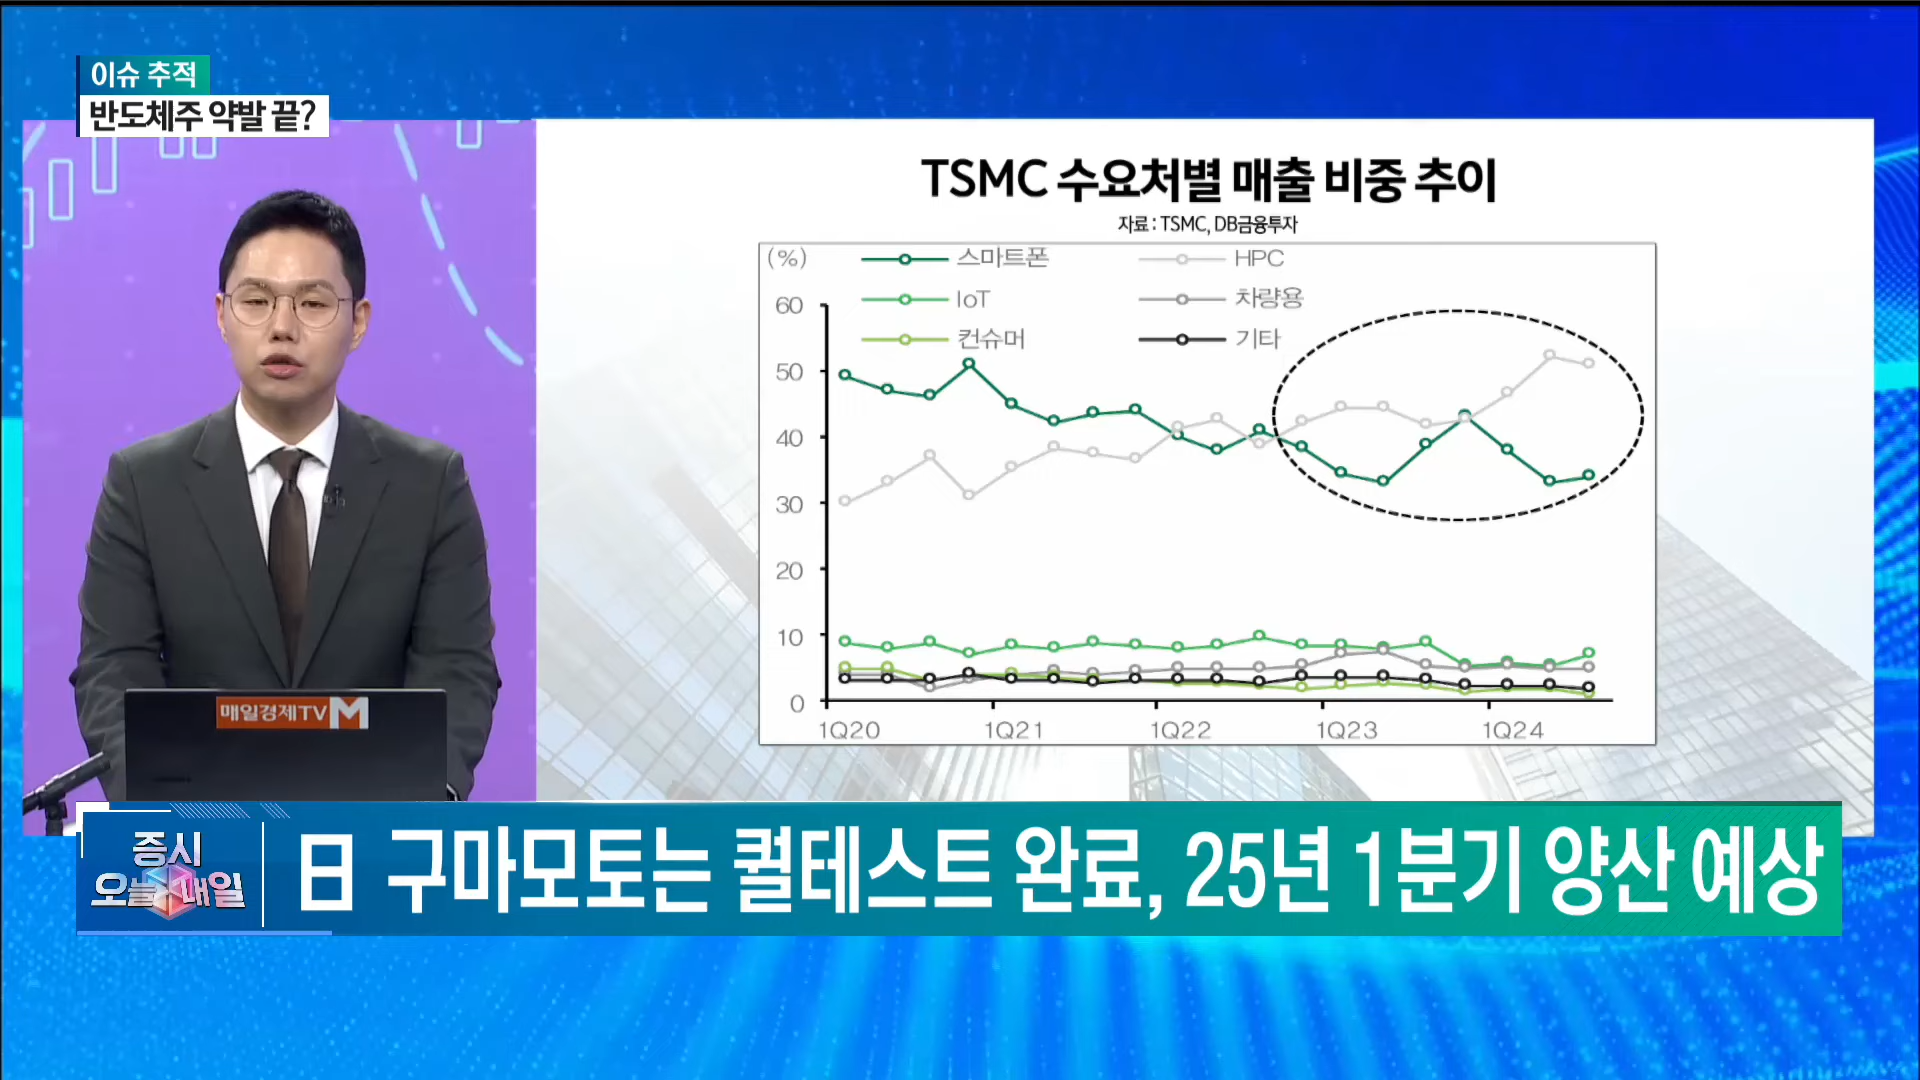 이슈 추적
반도체주 약발 끝?
TSMC 수요처별 매출 비중 추이
자료 : TSMC, DB금융투자
(%)
스마트폰
HPC
IoT
차량용
컨슈머
기타
60
50
40
30
20
10
0
1Q20
1Q21
1Q22
1Q23
1Q24
매일경제TV M
증시
오늘 매일
日 구마모토는 퀄테스트 완료, 25년 1분기 양산 예상